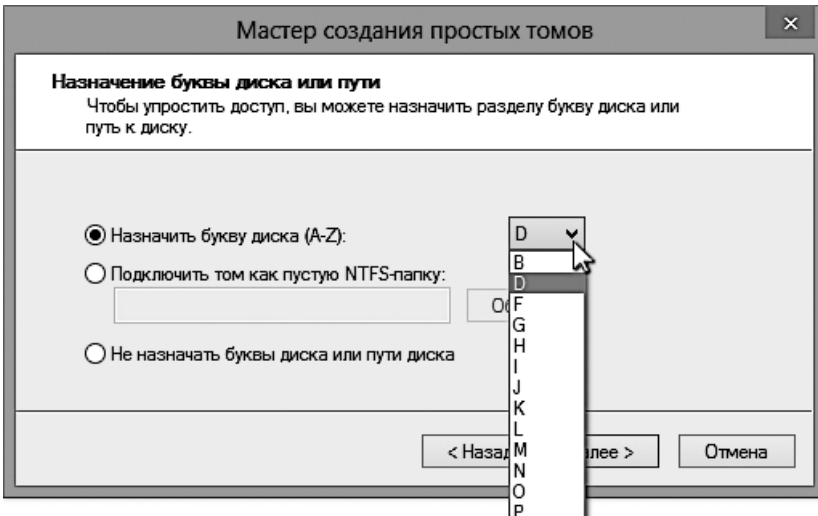 Мастер создания простых томов
Назначение буквы диска или пути
Чтобы упростить доступ, вы можете назначить разделу букву диска или
путь к диску.
Назначить букву диска (A-Z):
D
B
D
F
G
H
I
J
K
L
M
N
O
P
Подключить том как пустую NTFS-папку:
Не назначать буквы диска или пути диска
< Отмена